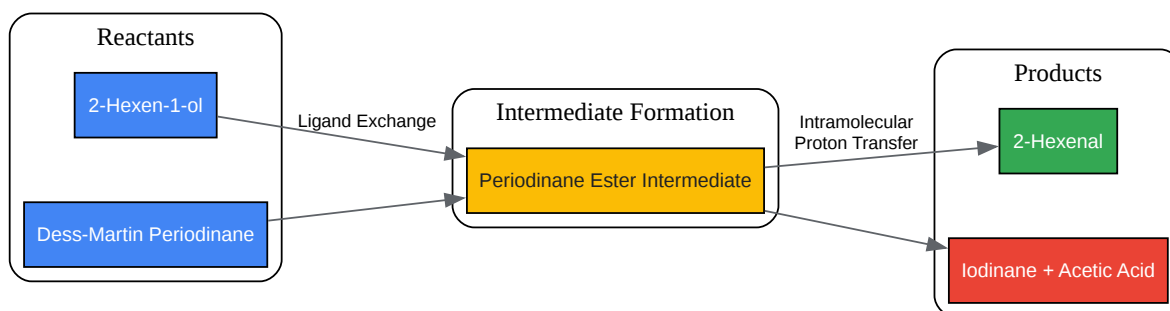 Reactants
2-Hexen-1-ol
Dess-Martin Periodinane
Ligand Exchange
Intermediate Formation
Periodinane Ester Intermediate
Intramolecular
Proton Transfer
Products
2-Hexenal
Iodinane + Acetic Acid